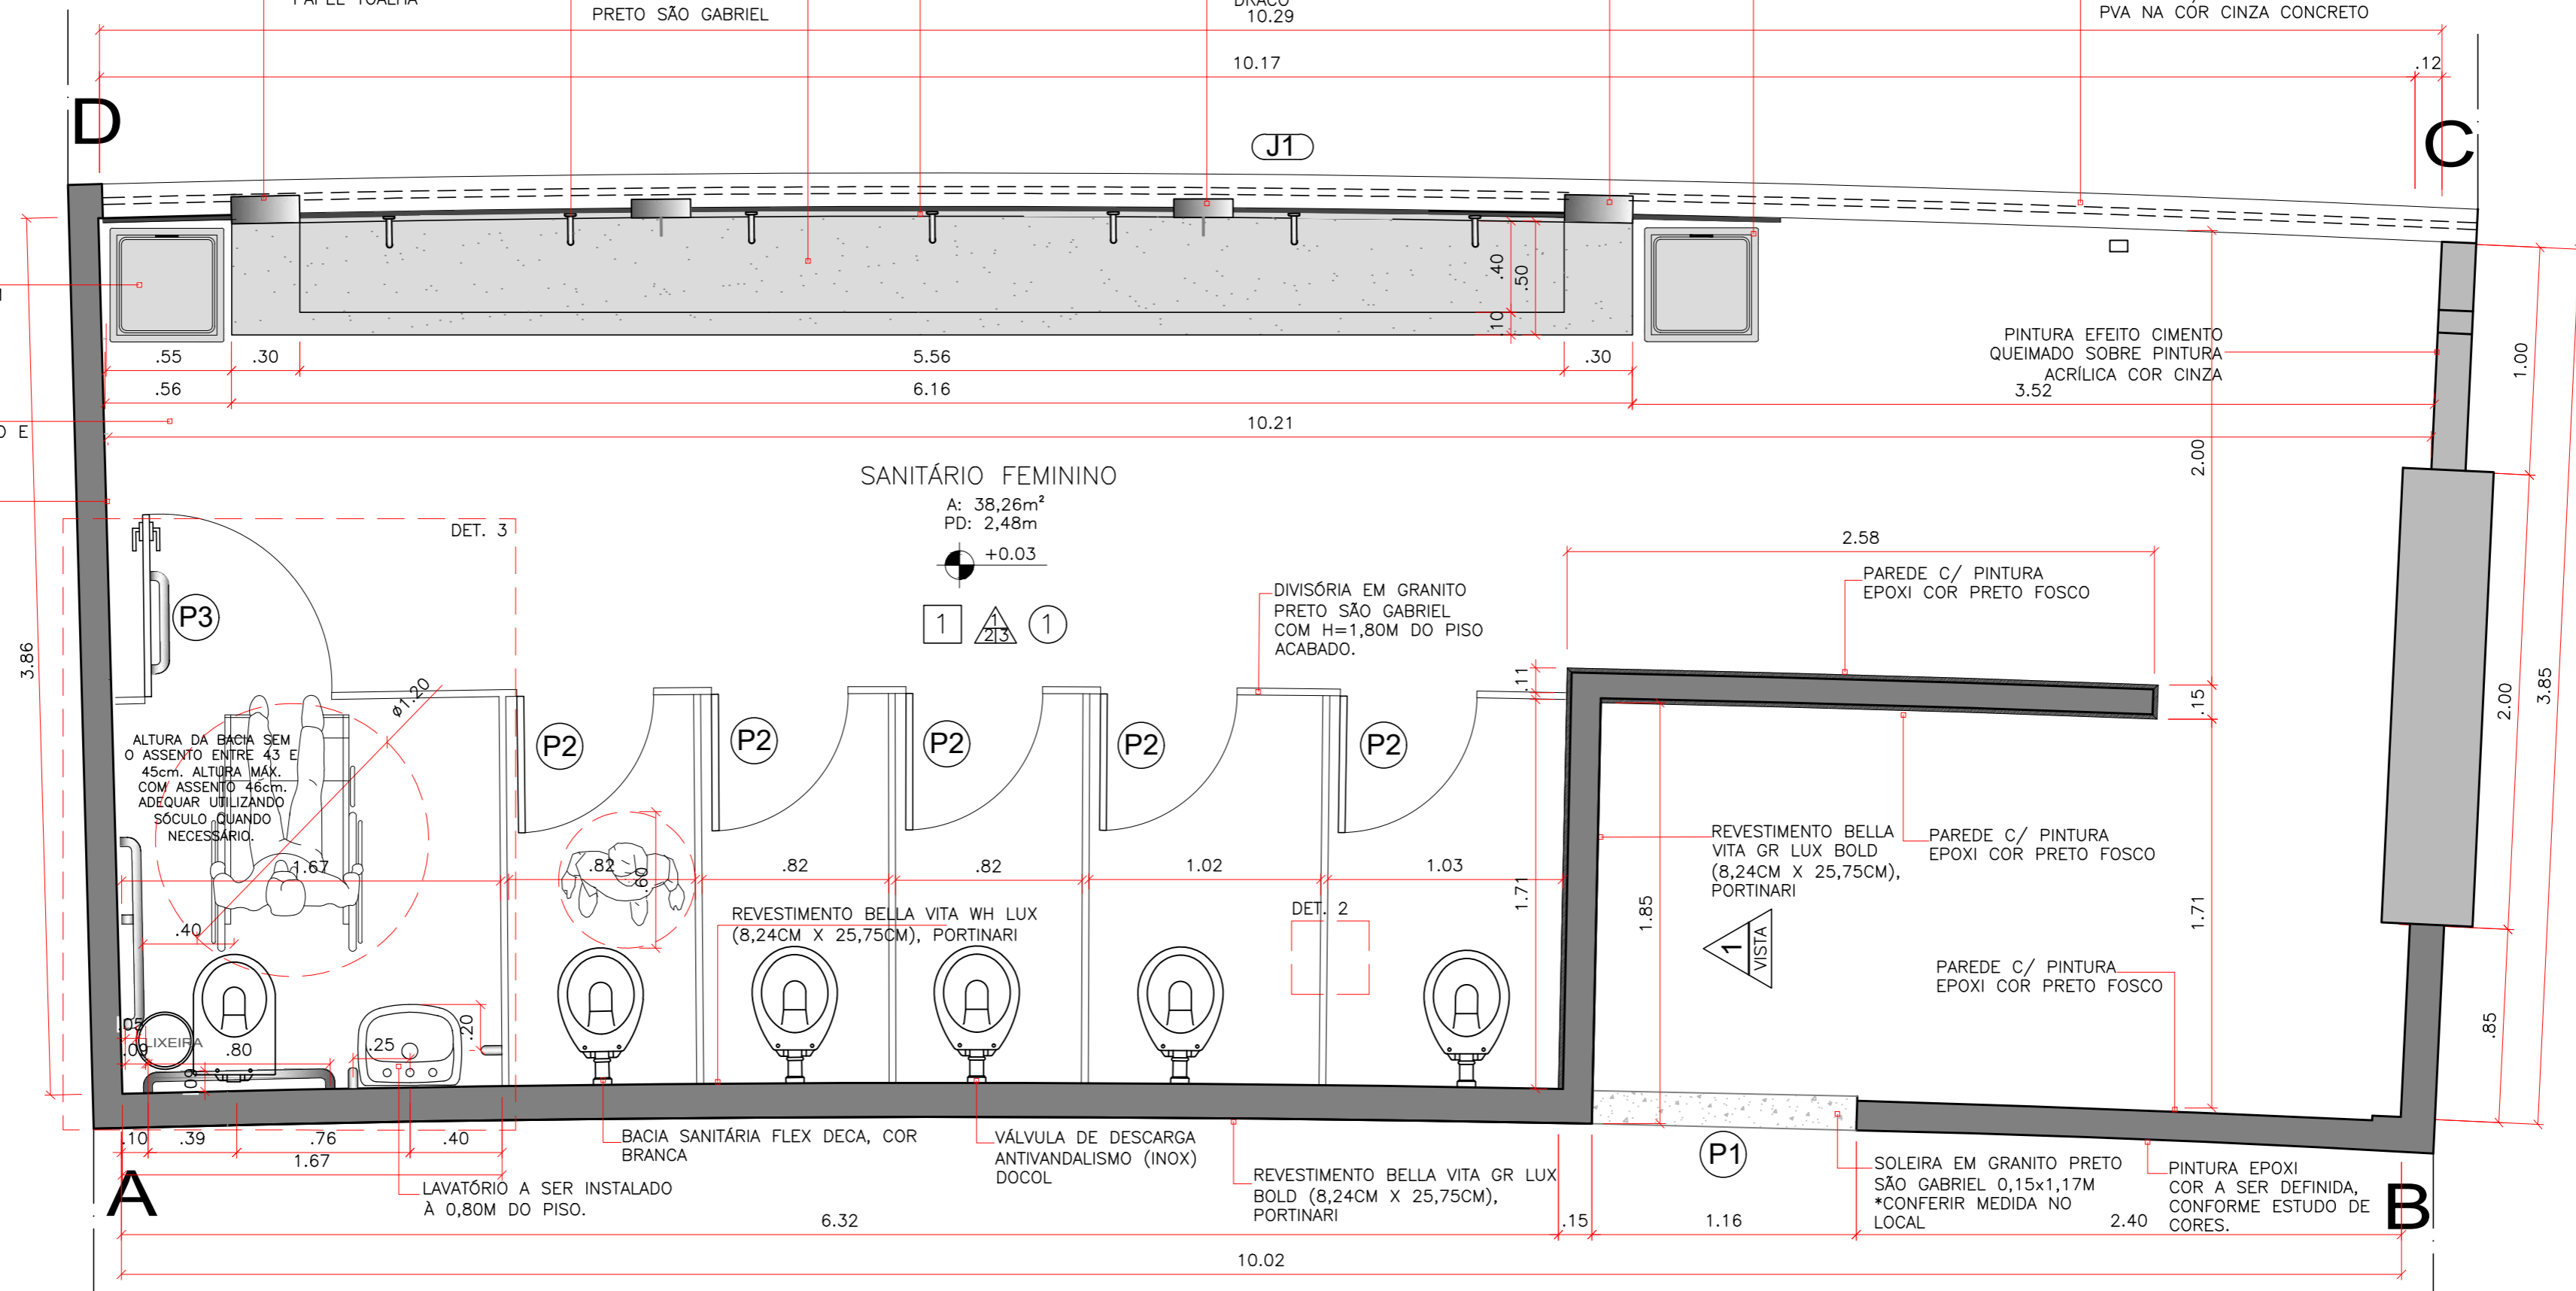 PRETO SÃO GABRIEL
10.29
PVA NA CÓR CINZA CONCRETO
10.17
.12
D
J1
C
.40
.50
.10
.55
.30
5.56
.30
.56
6.16
3.52
10.21
PINTURA EFEITO CIMENTO
QUEIMADO SOBRE PINTURA
ACRÍLICA COR CINZA
1.00
2.00
O E
SANITÁRIO FEMININO
A: 38,26m²
PD: 2,48m
+0.03
1
1
2 3
1
DET. 3
P3
3.86
2.58
PAREDE C/ PINTURA
EPOXI COR PRETO FOSCO
DIVISÓRIA EM GRANITO
PRETO SÃO GABRIEL
COM H=1,80M DO PISO
ACABADO.
.11
.15
2.00
3.85
ø1.20
P2
P2
P2
P2
P2
ALTURA DA BACIA SEM
O ASSENTO ENTRE 43 E
45cm. ALTURA MÁX.
COM ASSENTO 46cm.
ADEQUAR UTILIZANDO
SÓCULO QUANDO
NECESSÁRIO.
1.67
.82
.60
.82
.82
1.02
1.03
1.71
1.85
REVESTIMENTO BELLA
VITA GR LUX BOLD
(8,24CM X 25,75CM),
PORTINARI
PAREDE C/ PINTURA
EPOXI COR PRETO FOSCO
1.71
.40
REVESTIMENTO BELLA VITA WH LUX
(8,24CM X 25,75CM), PORTINARI
DET. 2
1
VISTA
PAREDE C/ PINTURA
EPOXI COR PRETO FOSCO
.05
LIXEIRA
.09
.80
.09
.25
.20
.85
.10
.39
.76
.40
1.67
BACIA SANITÁRIA FLEX DECA, COR
BRANCA
VÁLVULA DE DESCARGA
ANTIVANDALISMO (INOX)
DOCOL
REVESTIMENTO BELLA VITA GR LUX
BOLD (8,24CM X 25,75CM),
PORTINARI
P1
SOLEIRA EM GRANITO PRETO
SÃO GABRIEL 0,15x1,17M
*CONFERIR MEDIDA NO
LOCAL
PINTURA EPOXI
COR A SER DEFINIDA,
CONFORME ESTUDO DE
CORES.
A
LAVATÓRIO A SER INSTALADO
À 0,80M DO PISO.
B
6.32
.15
1.16
2.40
10.02